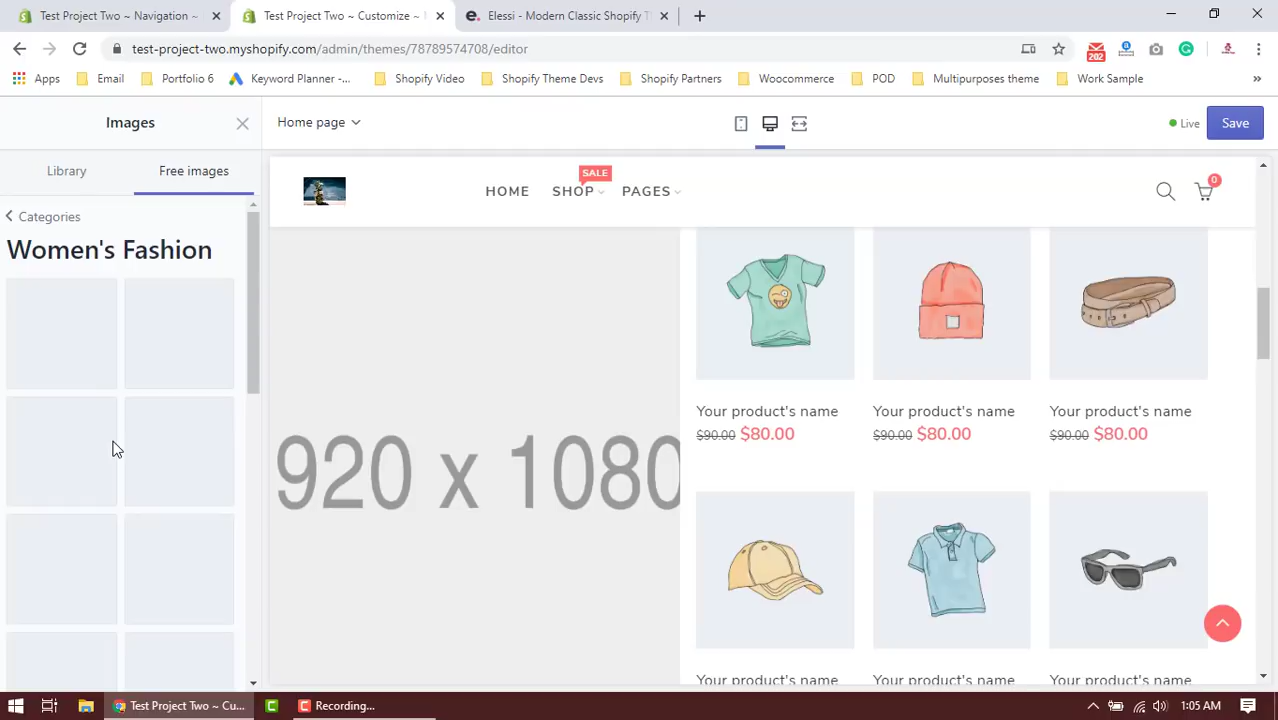 Test Project Two ~ Navigation ~
Test Project Two ~ Customize ~
Elessi - Modern Classic Shopify T
test-project-two.myshopify.com/admin/themes/78789574708/editor
202
Apps
Email
Portfolio 6
Keyword Planner -...
Shopify Video
Shopify Theme Devs
Shopify Partners
Woocommerce
POD
Multipurposes theme
Work Sample
Images
Home page
Live
Save
Library
Free images
Categories
Women's Fashion
HOME
SHOP
SALE
PAGES
0
920 x 1080
Your product's name
$90.00 $80.00
Your product's name
$90.00 $80.00
Your product's name
$90.00 $80.00
Your product's name
Your product's name
Your product's name
Test Project Two ~ Cu...
Recording...
1:05 AM